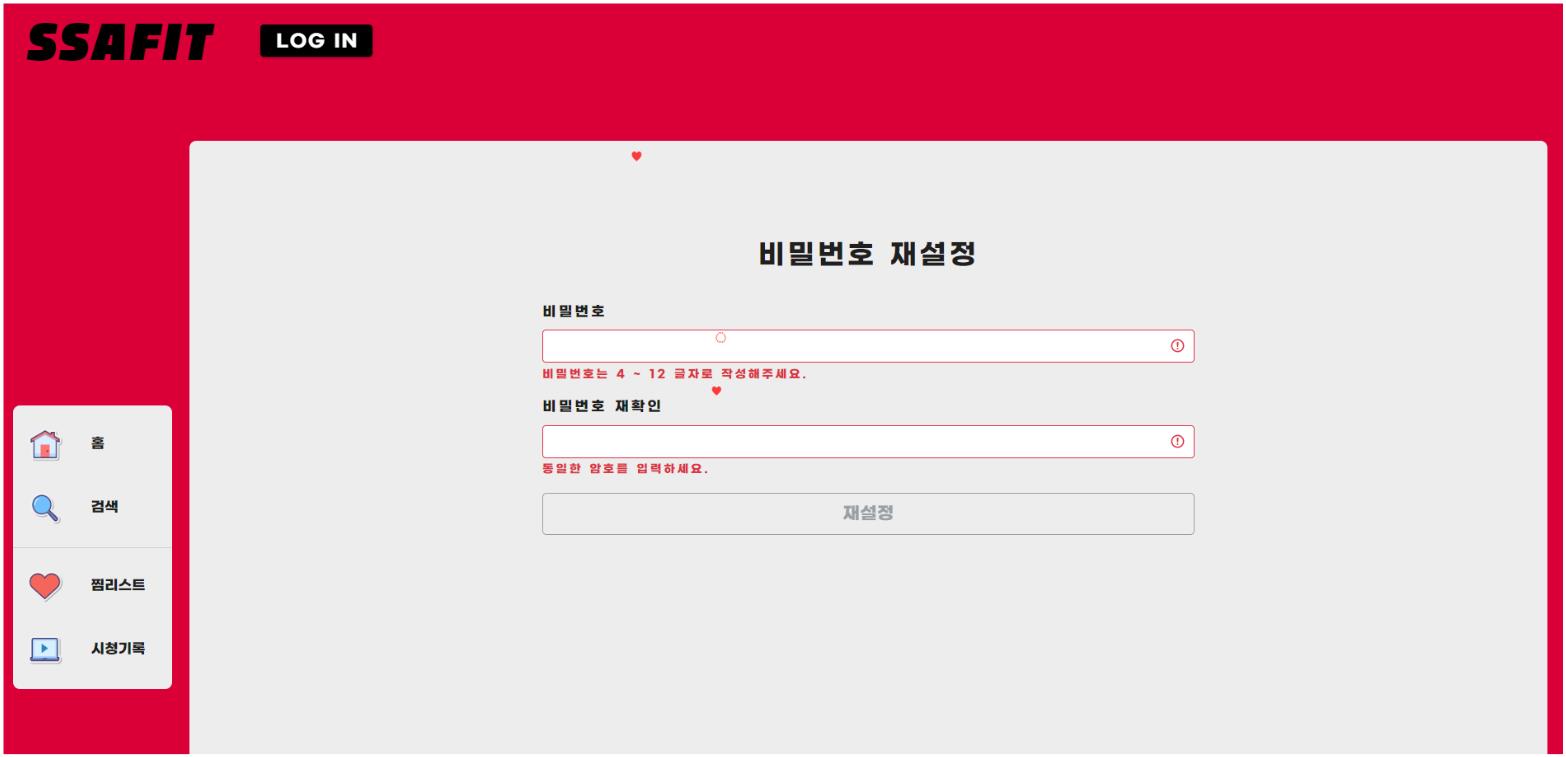 SSAFIT
LOG IN
비밀번호 재설정
비밀번호
비밀번호는 4 ~ 12 글자로 작성해주세요.
비밀번호 재확인
동일한 암호를 입력하세요.
재설정
홈
검색
찜리스트
시청기록